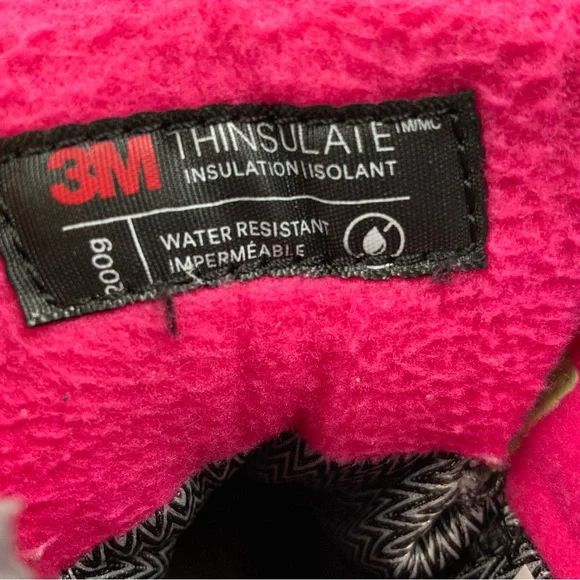 3M THINSULATE™/MC
INSULATION | ISOLANT
200g
WATER RESISTANT
IMPERMÉABLE